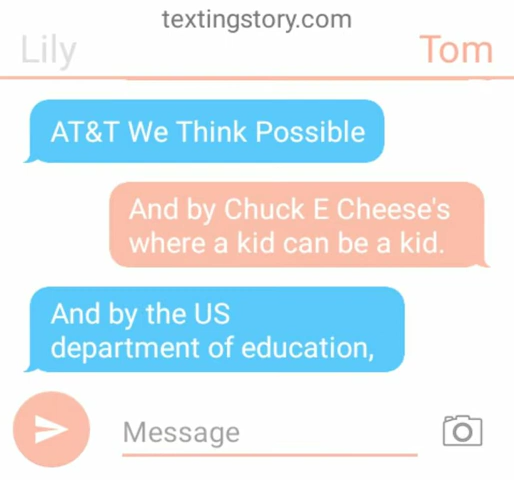 textingstory.com
Lily
Tom
AT&T We Think Possible
And by Chuck E Cheese's
where a kid can be a kid.
And by the US
department of education,
Message